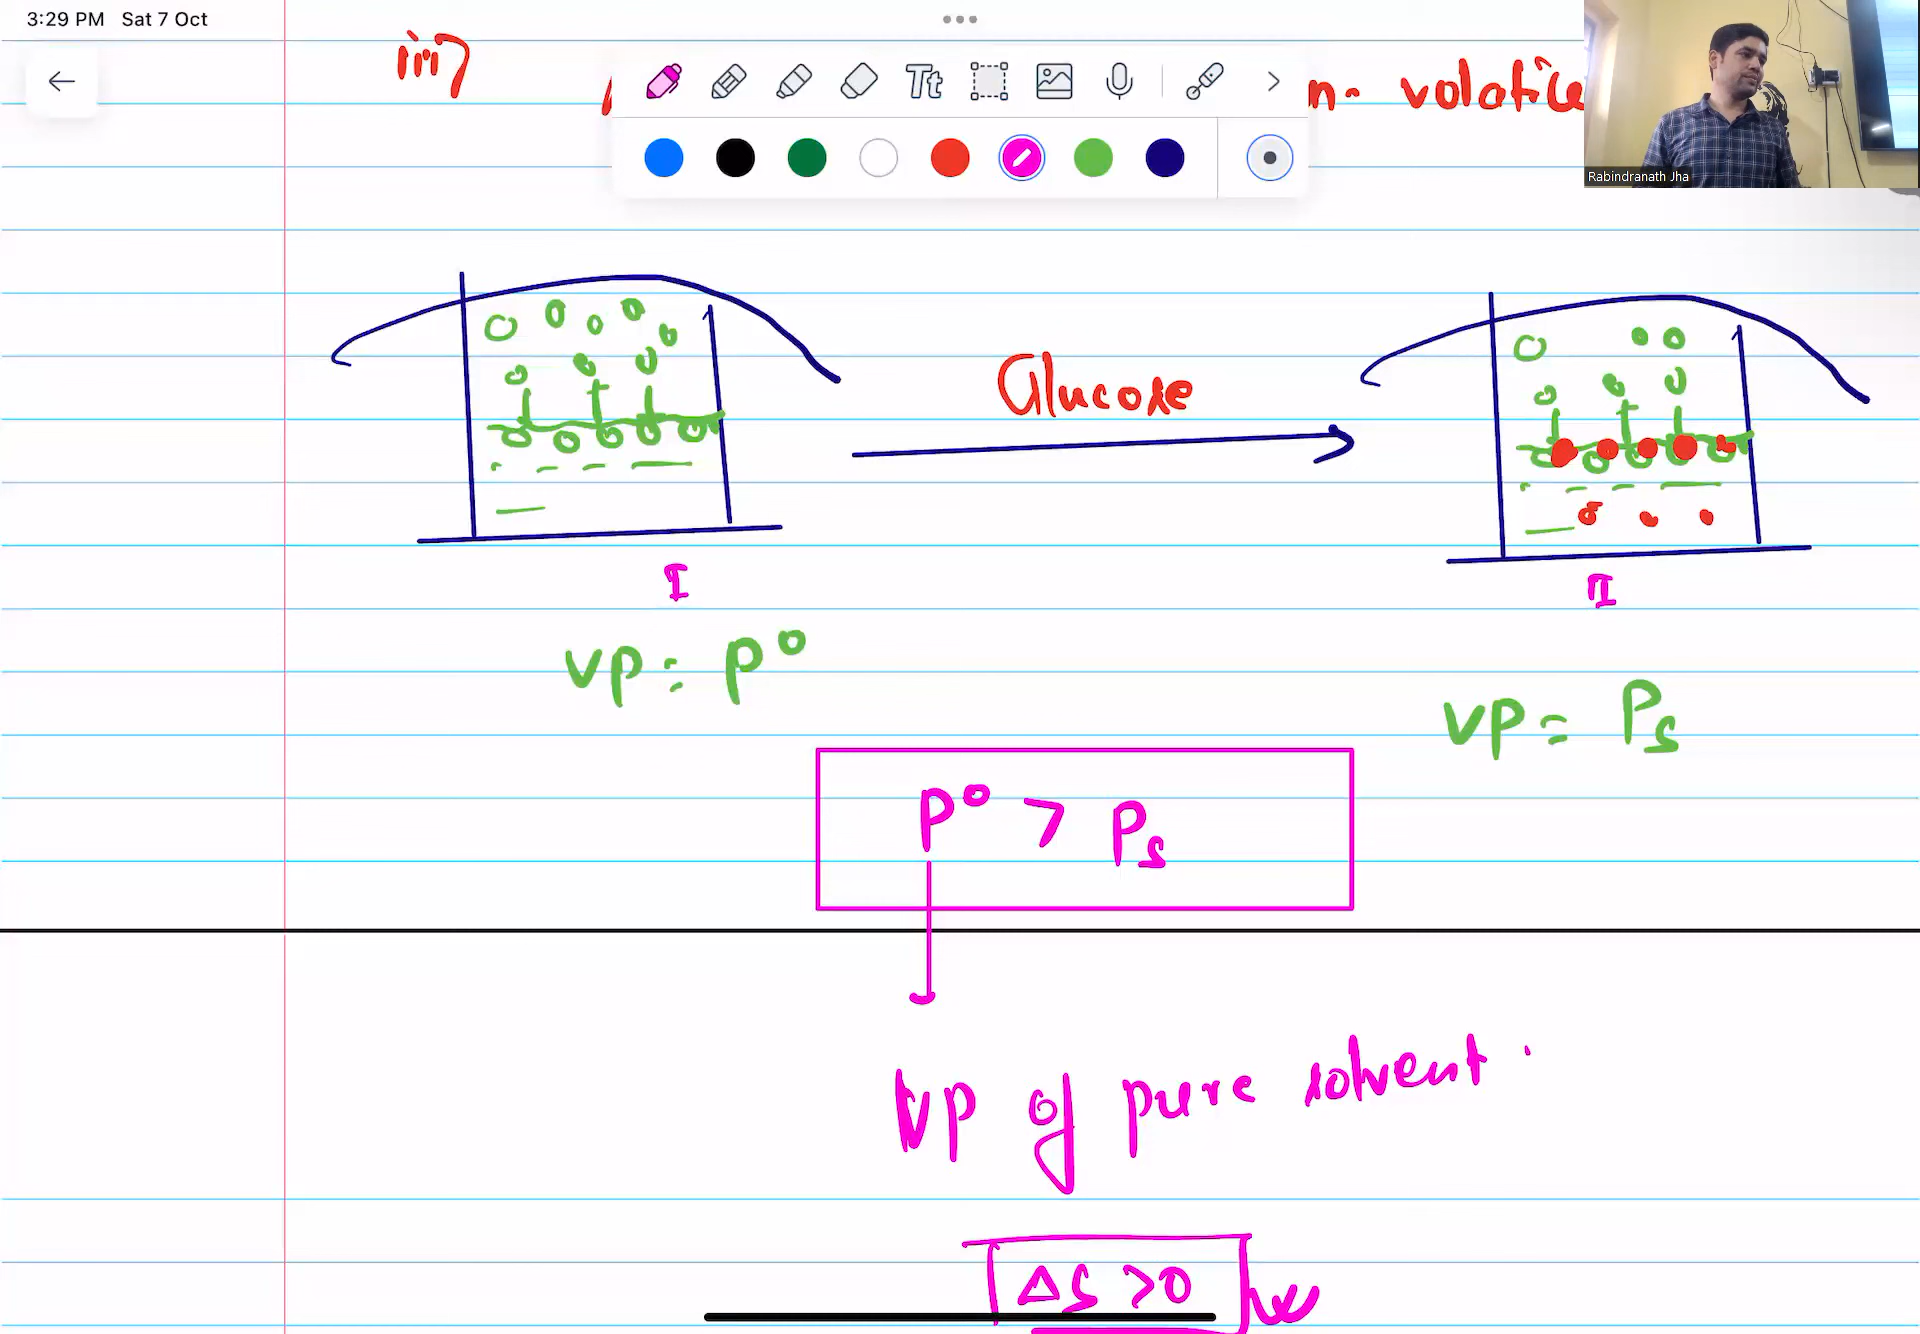 3:29 PM Sat 7 Oct
iii)
n- volatile
Tt
Rabindranath Jha
Glucose
I
II
VP = P°
VP = Ps
P° > Ps
VP of pure solvent.
ΔS >0